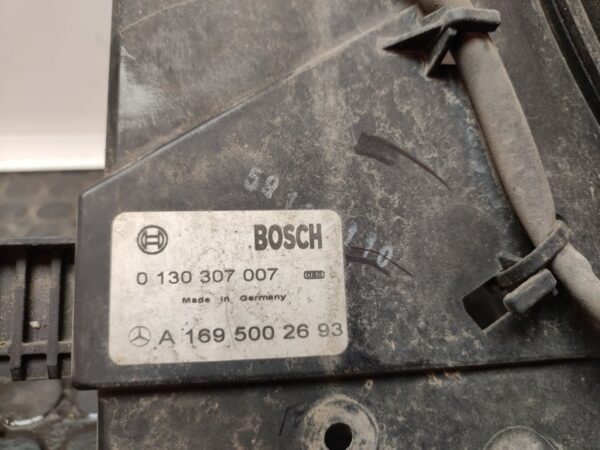 BOSCH
0 130 307 007
Made in Germany
A 169 500 26 93